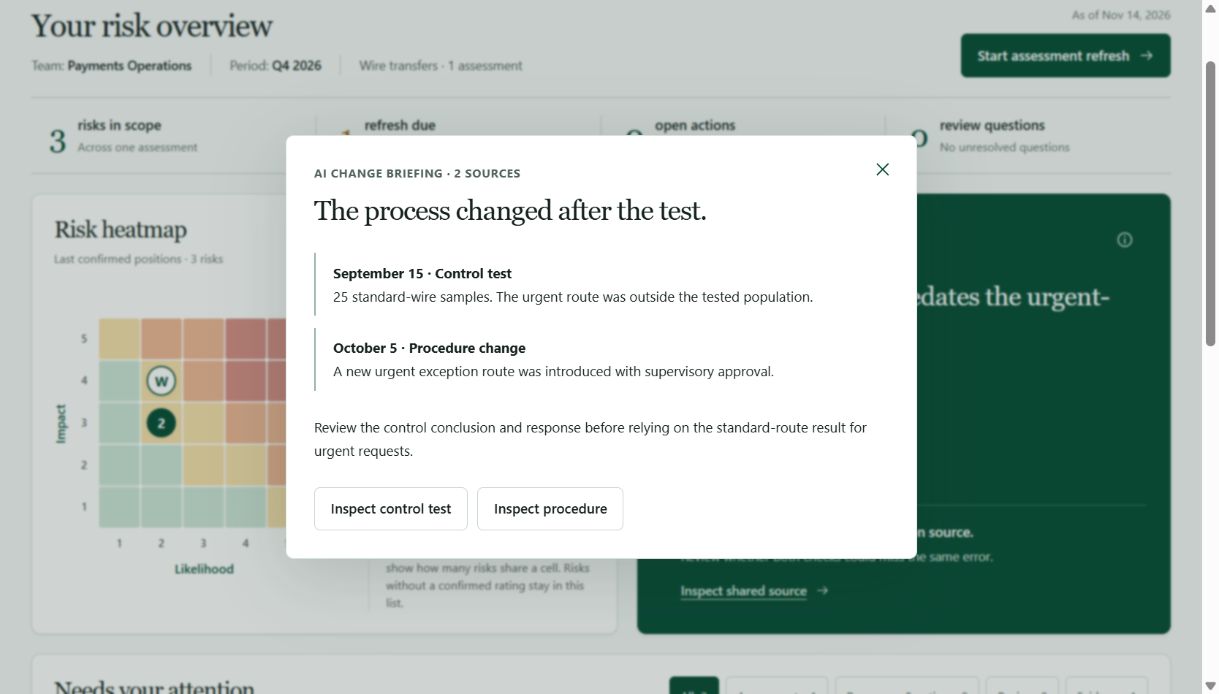 Your risk overview
As of Nov 14, 2026
Team: Payments Operations
Period: Q4 2026
Wire transfers · 1 assessment
Start assessment refresh →
3
risks in scope
Across one assessment
refresh due
open actions
review questions
No unresolved questions
Risk heatmap
Last confirmed positions · 3 risks
AI CHANGE BRIEFING · 2 SOURCES
The process changed after the test.
September 15 · Control test
25 standard-wire samples. The urgent route was outside the tested population.
October 5 · Procedure change
A new urgent exception route was introduced with supervisory approval.
Review the control conclusion and response before relying on the standard-route result for
urgent requests.
Inspect control test
Inspect procedure
the urgent-
5
4
W
3
2
2
1
Impact
1
2
3
4
Likelihood
show how many risks share a cell. Risks
without a confirmed rating stay in this
list.
source.
the same error.
Inspect shared source →
Needs your attention